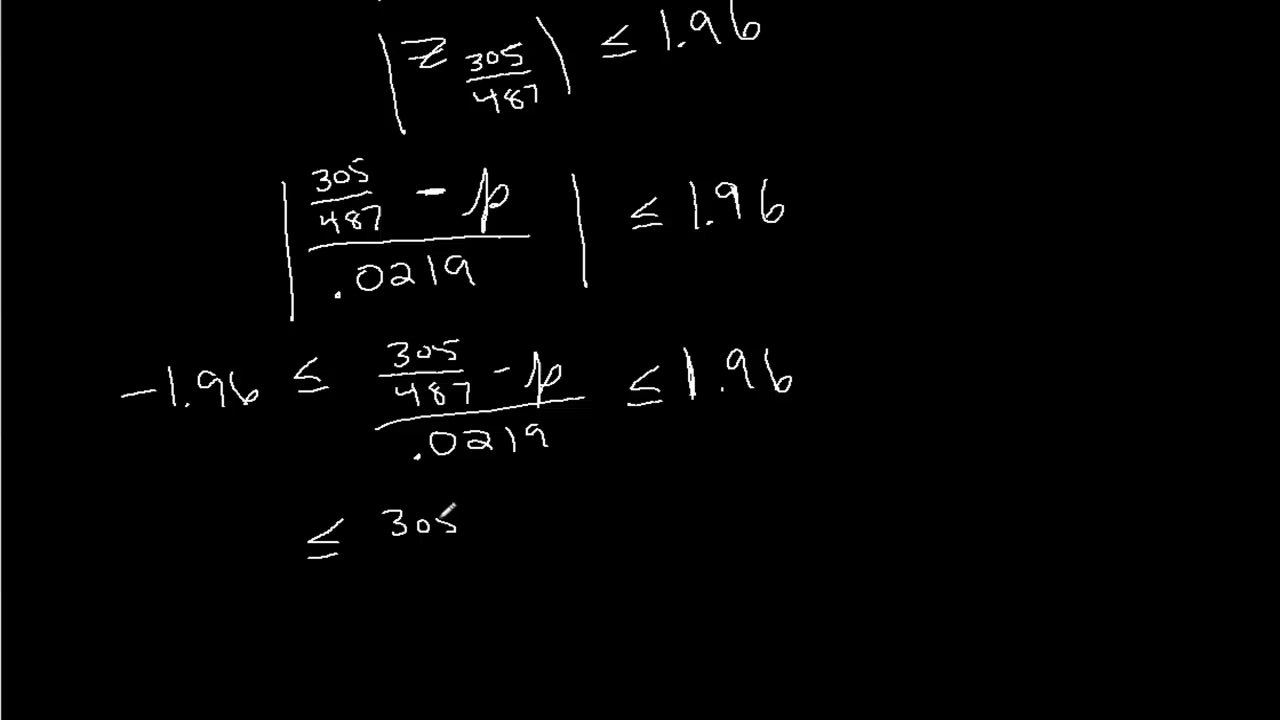 |Z 305/487| ≤ 1.96
|(305/487 - p)/.0219| ≤ 1.96
-1.96 ≤ (305/487 - p)/.0219 ≤ 1.96
≤ 305